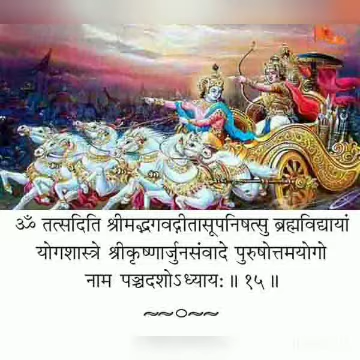 ॐ तत्सदिति श्रीमद्भगवद्गीतासूपनिषत्सु ब्रह्मविद्यायां
योगशास्त्रे श्रीकृष्णार्जुनसंवादे पुरुषोत्तमयोगो
नाम पञ्चदशोऽध्याय: ॥ १५ ॥